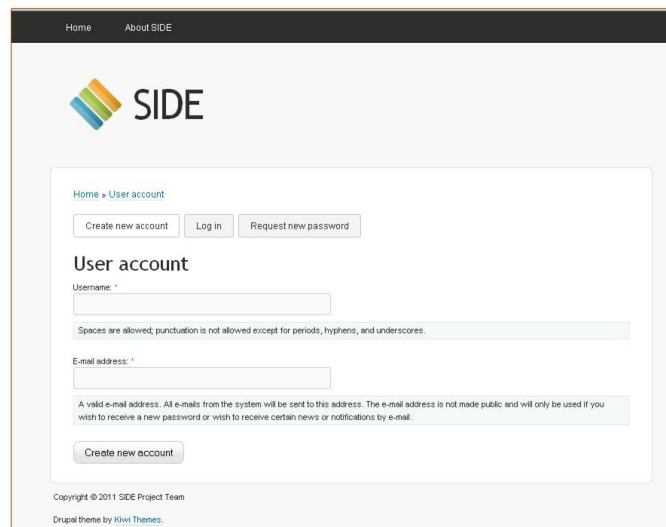 Home About SIDE
SIDE
Home » User account
Create new account Log in Request new password
User account
Username: *
Spaces are allowed; punctuation is not allowed except for periods, hyphens, and underscores.
E-mail address: *
A valid e-mail address. All e-mails from the system will be sent to this address. The e-mail address is not made public and will only be used if you
wish to receive a new password or wish to receive certain news or notifications by e-mail.
Create new account
Copyright © 2011 SIDE Project Team
Drupal theme by Kiwi Themes.